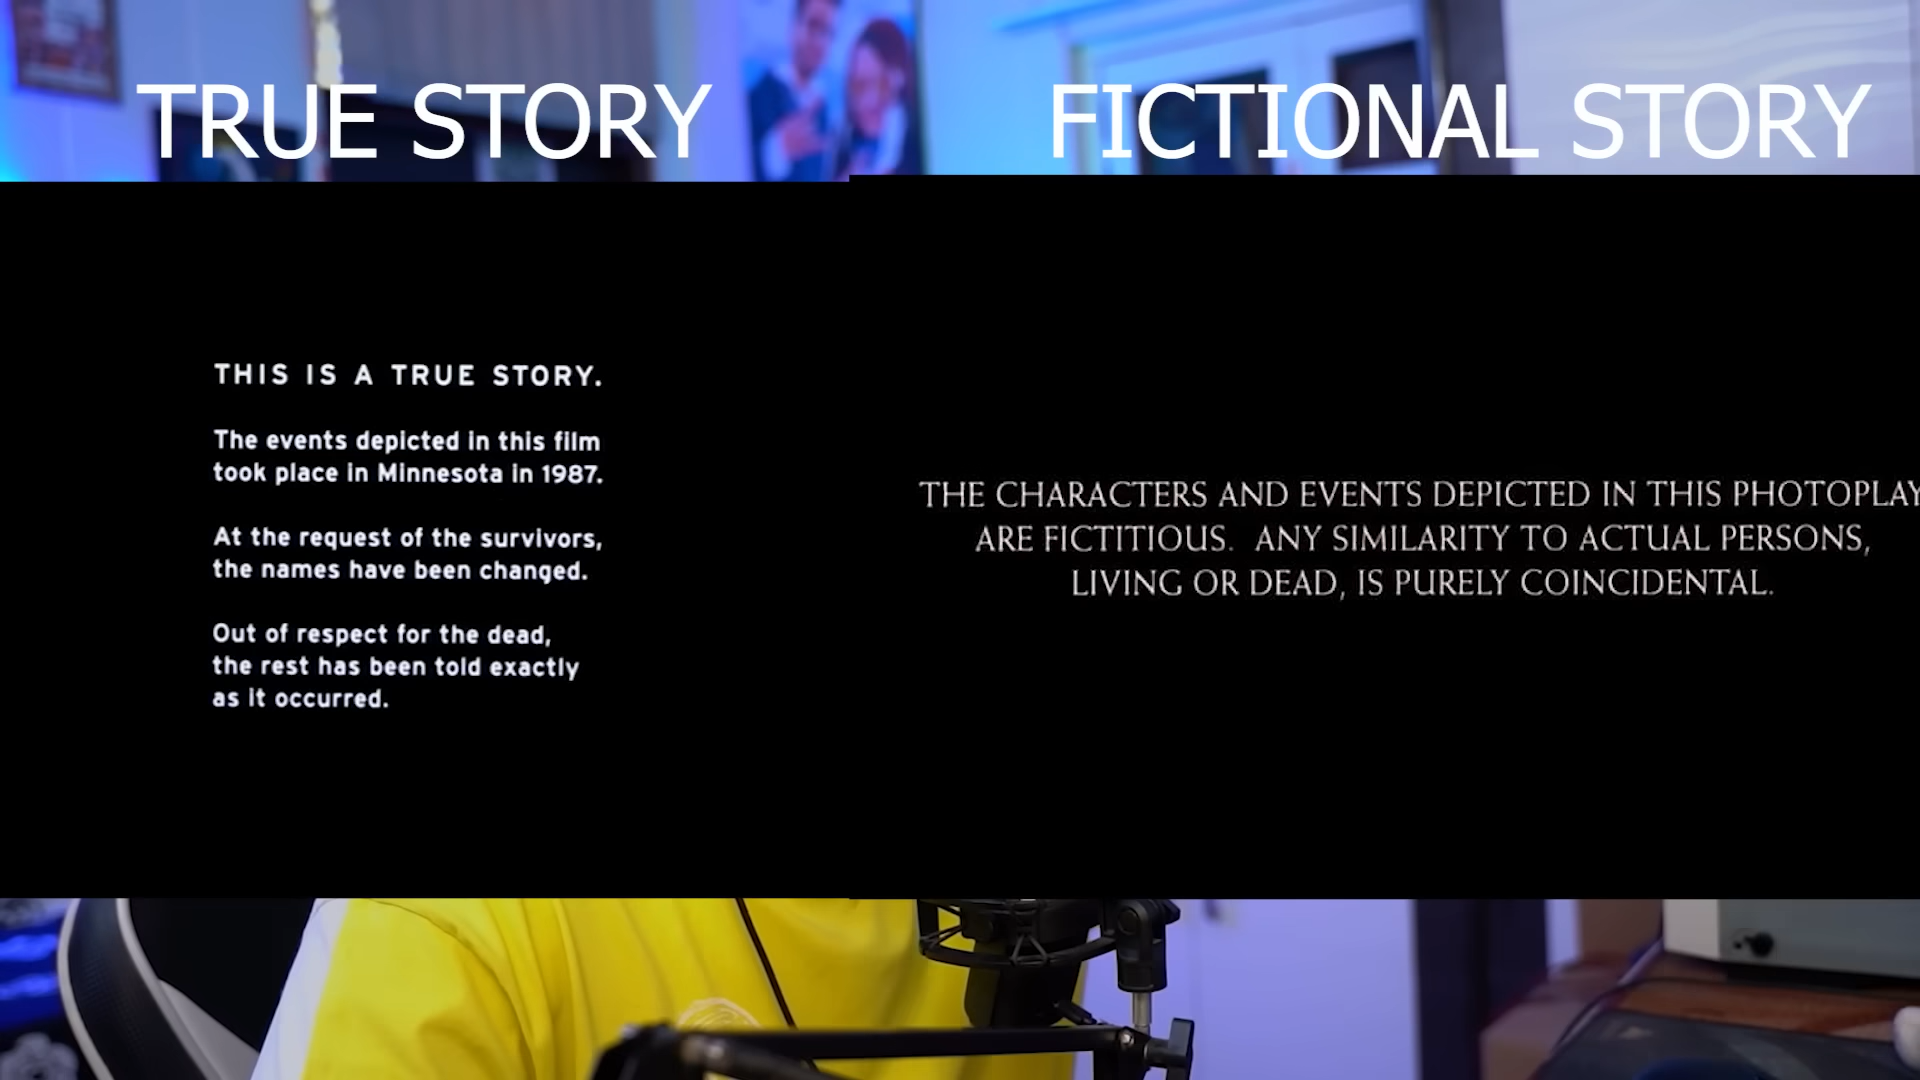 TRUE STORY
THIS IS A TRUE STORY.
The events depicted in this film
took place in Minnesota in 1987.
At the request of the survivors,
the names have been changed.
Out of respect for the dead,
the rest has been told exactly
as it occurred.
FICTIONAL STORY
THE CHARACTERS AND EVENTS DEPICTED IN THIS PHOTOPLAY
ARE FICTITIOUS. ANY SIMILARITY TO ACTUAL PERSONS,
LIVING OR DEAD, IS PURELY COINCIDENTAL.